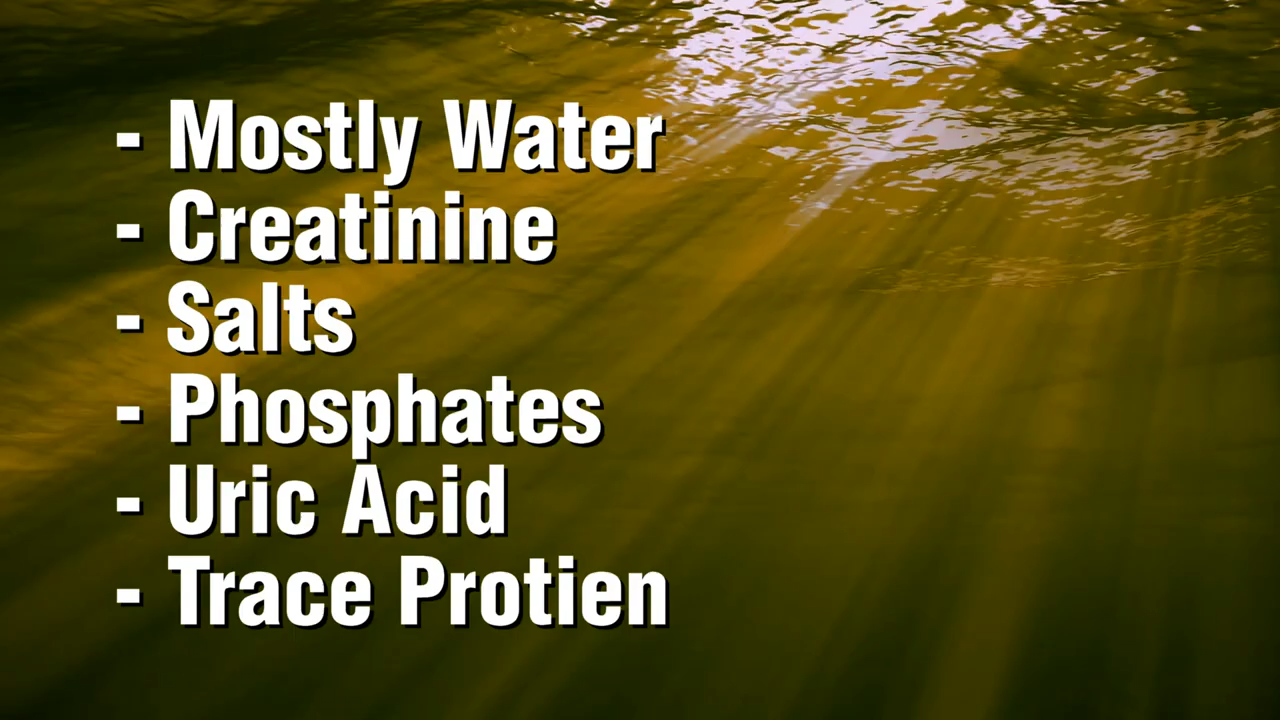 - Mostly Water
- Creatinine
- Salts
- Phosphates
- Uric Acid
- Trace Protien